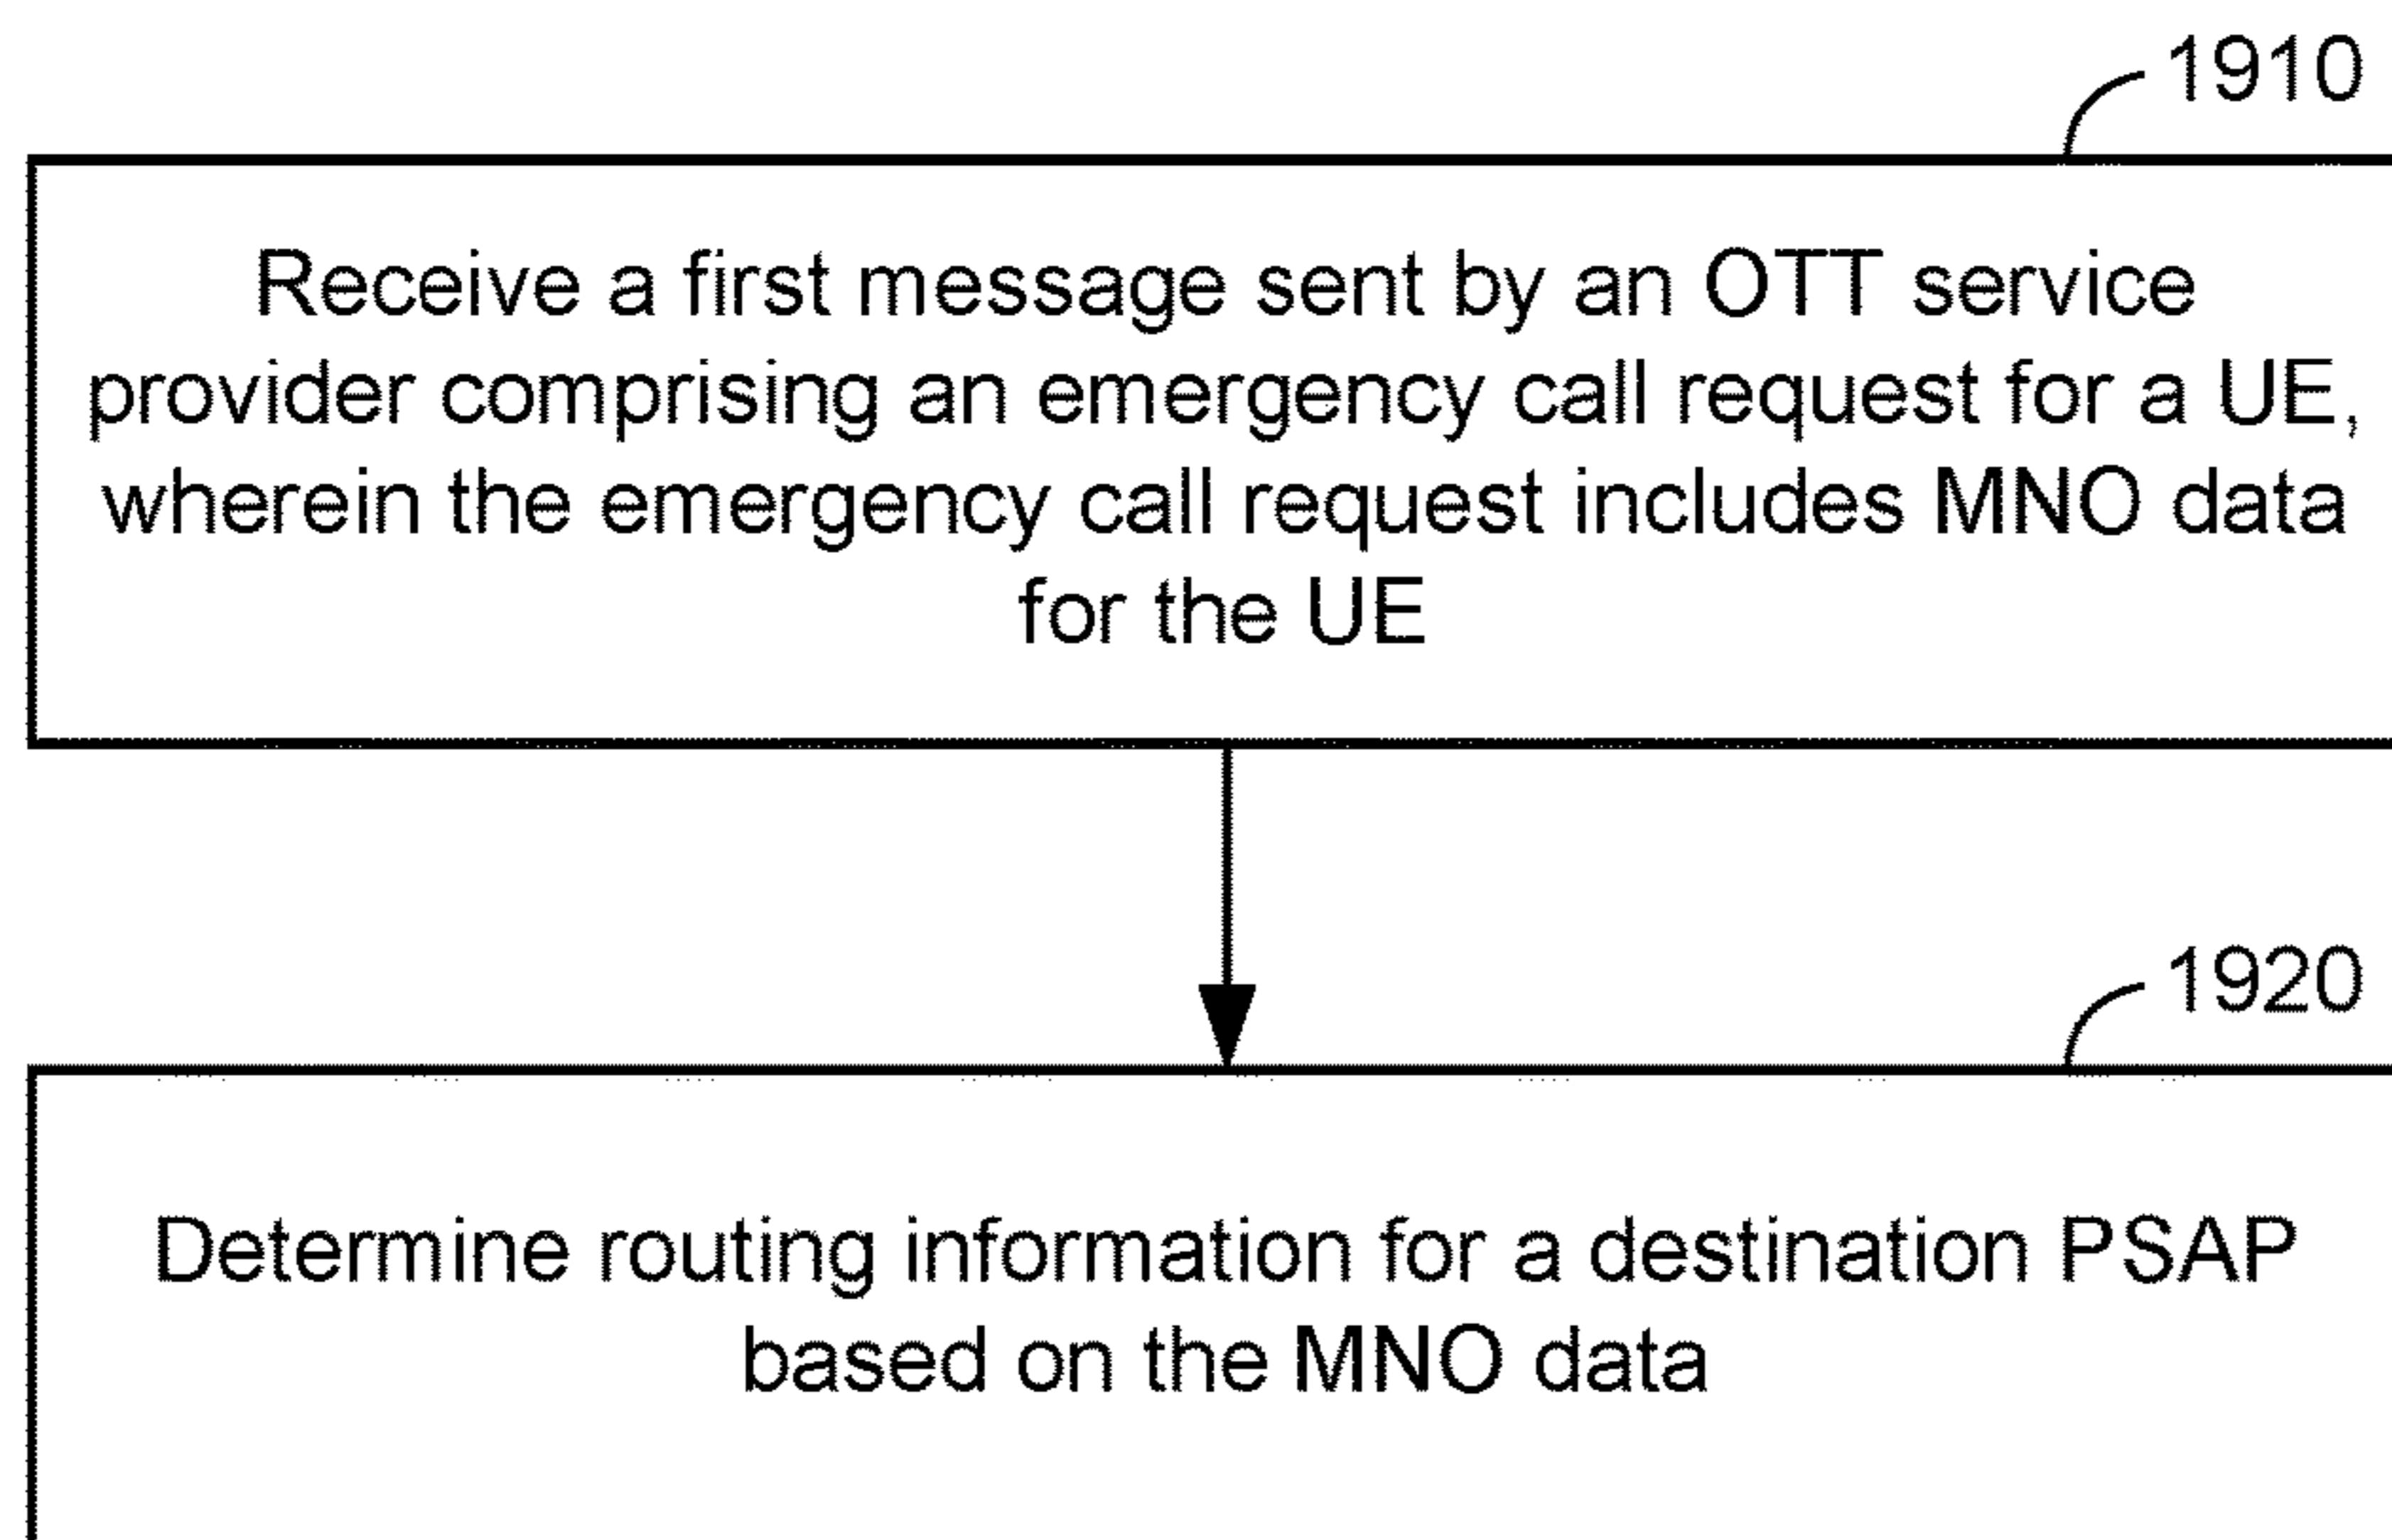 1910
Receive a first message sent by an OTT service
provider comprising an emergency call request for a UE,
wherein the emergency call request includes MNO data
for the UE
1920
Determine routing information for a destination PSAP
based on the MNO data